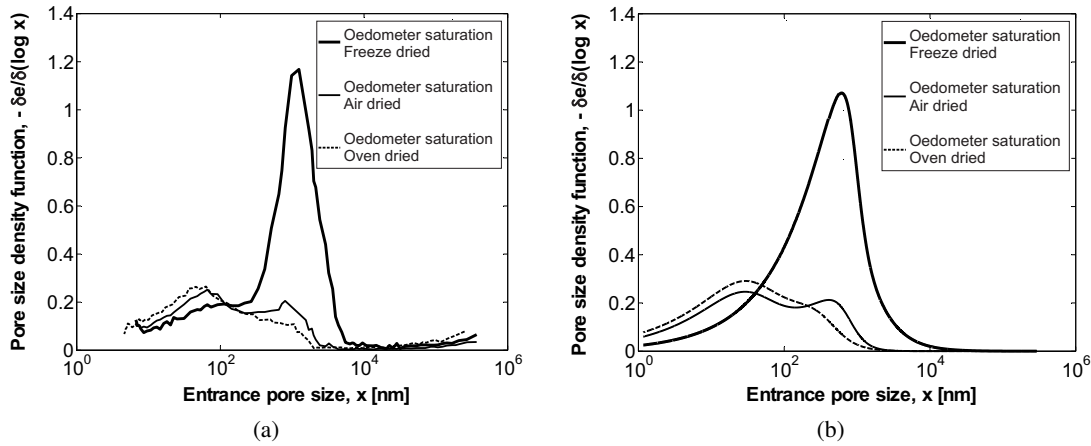 1.4
1.2
1
0.8
0.6
0.4
0.2
0
Pore size density function, - δe/δ(log x)
Oedometer saturation
Freeze dried
Oedometer saturation
Air dried
Oedometer saturation
Oven dried
10^0 10^2 10^4 10^6
Entrance pore size, x [nm]
(a)
1.4
1.2
1
0.8
0.6
0.4
0.2
0
Pore size density function, - δe/δ(log x)
Oedometer saturation
Freeze dried
Oedometer saturation
Air dried
Oedometer saturation
Oven dried
10^0 10^2 10^4 10^6
Entrance pore size, x [nm]
(b)